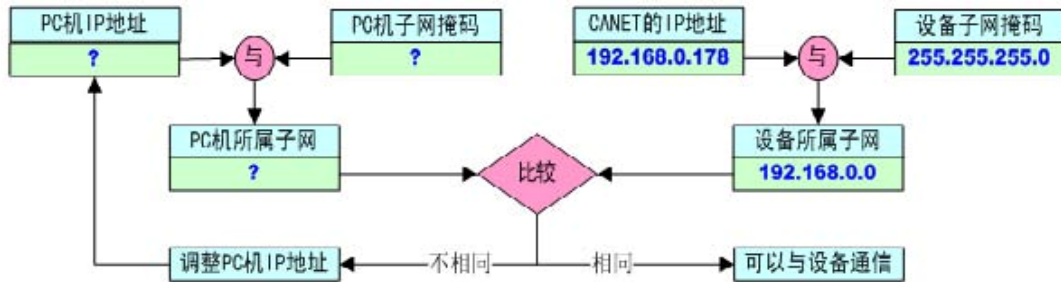 PC机IP地址
?
与
PC机子网掩码
?
CANET的IP地址
192.168.0.178
与
设备子网掩码
255.255.255.0
PC机所属子网
?
比较
设备所属子网
192.168.0.0
调整PC机IP地址
不相同
相同
可以与设备通信